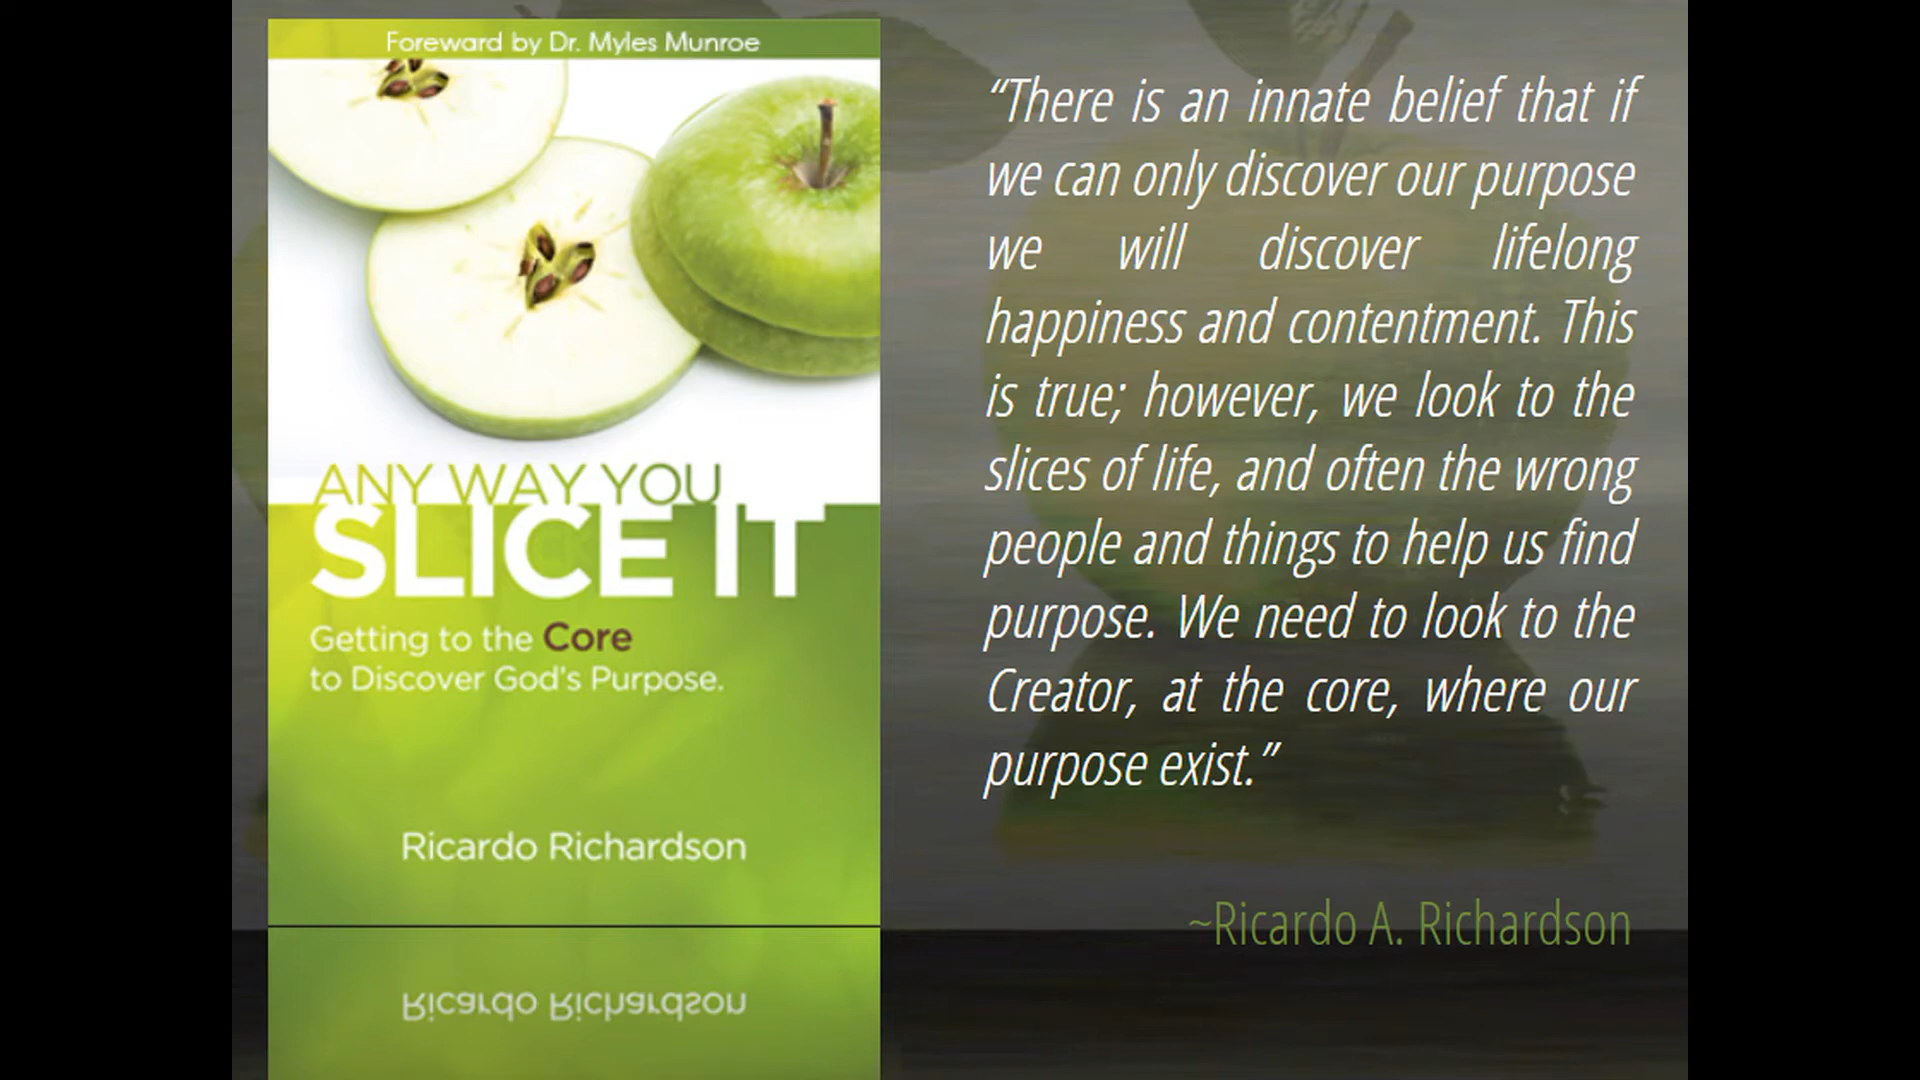 Foreward by Dr. Myles Munroe
ANY WAY YOU
SLICE IT
Getting to the Core
to Discover God's Purpose.
Ricardo Richardson
Ricardo Richardson
“There is an innate belief that if
we can only discover our purpose
we will discover lifelong
happiness and contentment. This
is true; however, we look to the
slices of life, and often the wrong
people and things to help us find
purpose. We need to look to the
Creator, at the core, where our
purpose exist.”
~Ricardo A. Richardson